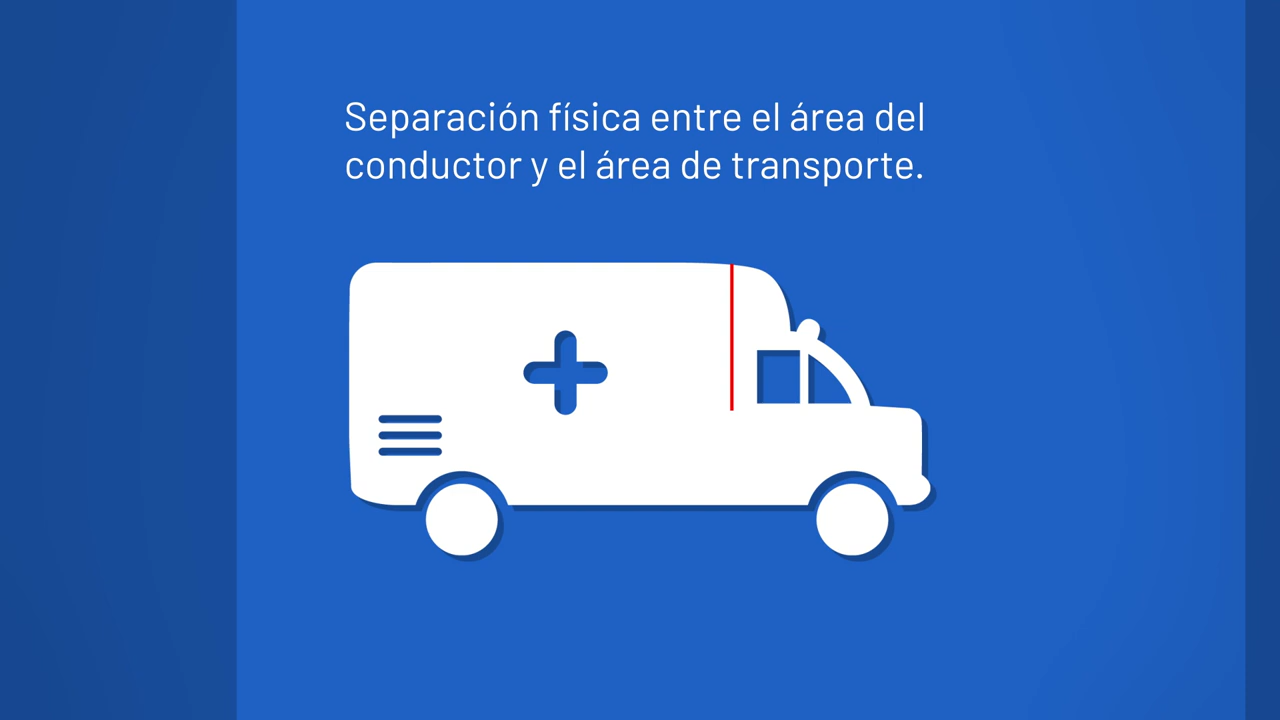 Separación física entre el área del
conductor y el área de transporte.